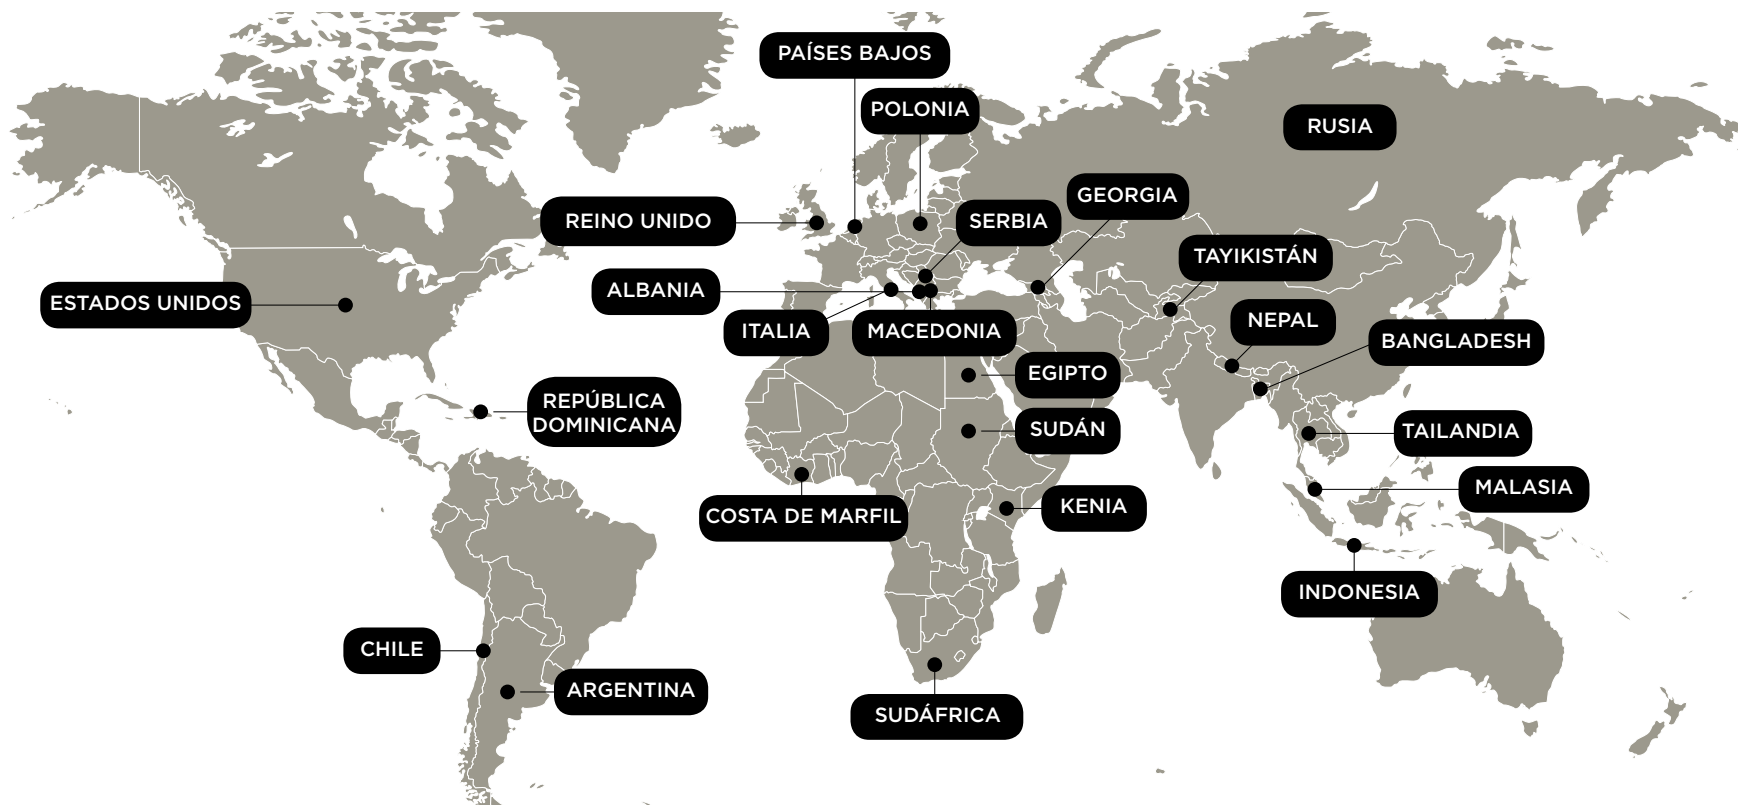 PAÍSES BAJOS
POLONIA
RUSIA
GEORGIA
REINO UNIDO
SERBIA
TAYIKISTÁN
ALBANIA
ESTADOS UNIDOS
NEPAL
ITALIA
MACEDONIA
BANGLADESH
EGIPTO
REPÚBLICA
DOMINICANA
SUDÁN
TAILANDIA
MALASIA
KENIA
COSTA DE MARFIL
INDONESIA
CHILE
ARGENTINA
SUDÁFRICA